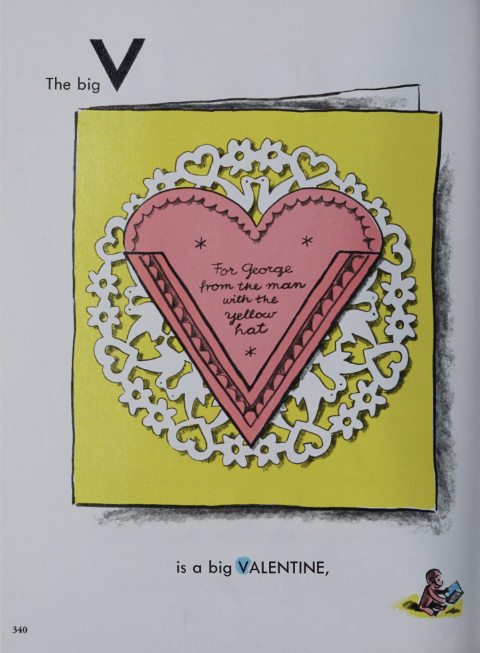 The big V
For George
from the man
with the
yellow
hat
is a big VALENTINE,
340